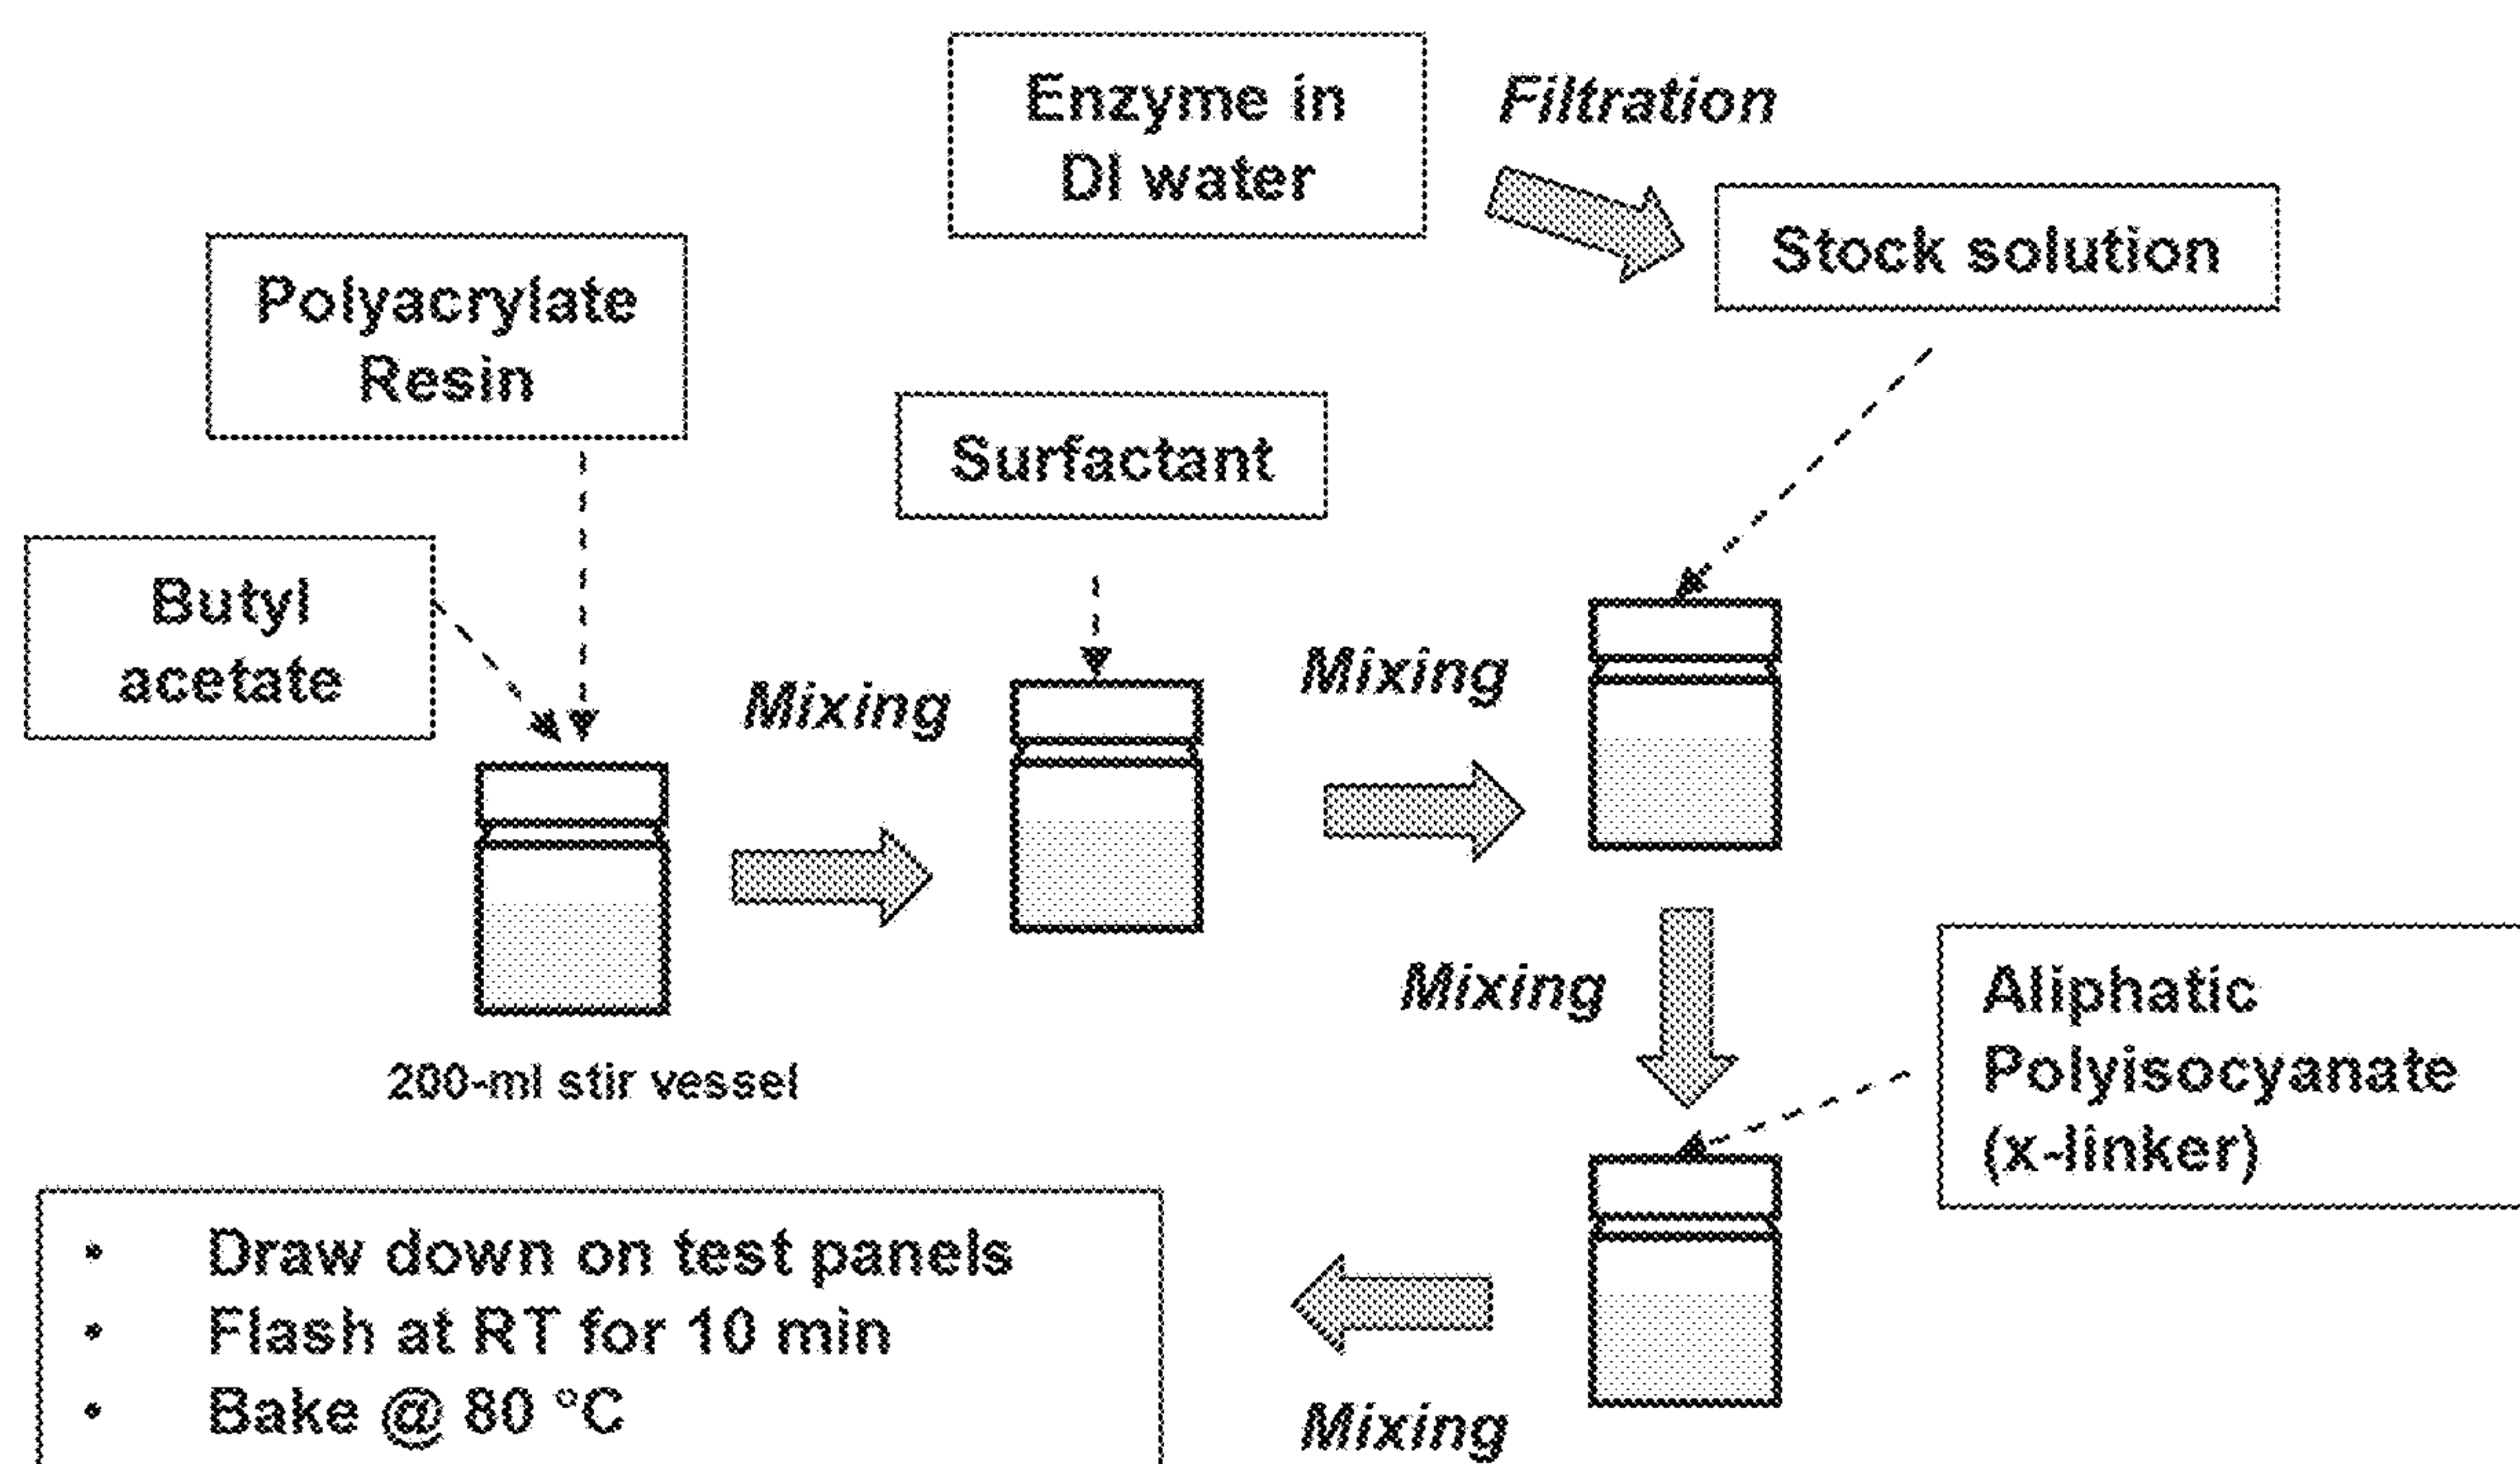 Enzyme in
DI water
Filtration
Stock solution
Polyacrylate
Resin
Surfactant
Butyl
acetate
Mixing
Mixing
Mixing
200-ml stir vessel
Aliphatic
Polyisocyanate
(x-linker)
• Draw down on test panels
• Flash at RT for 10 min
• Bake @ 80 °C
Mixing